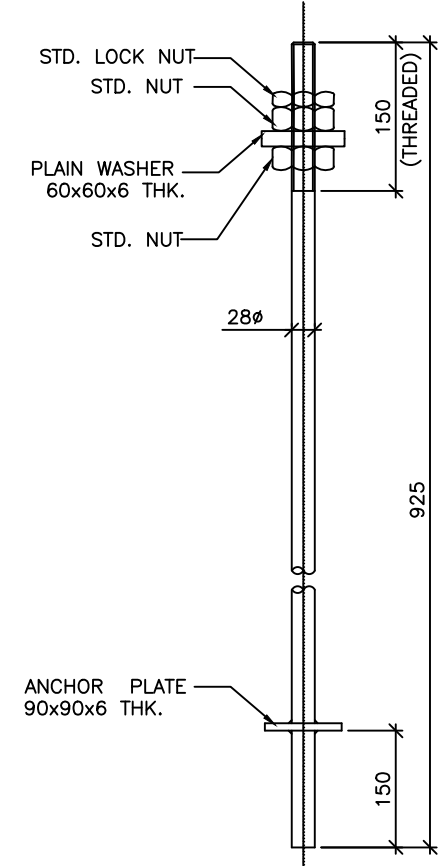 STD. LOCK NUT
STD. NUT
PLAIN WASHER
60x60x6 THK.
STD. NUT
150
(THREADED)
28ø
925
ANCHOR PLATE
90x90x6 THK.
150